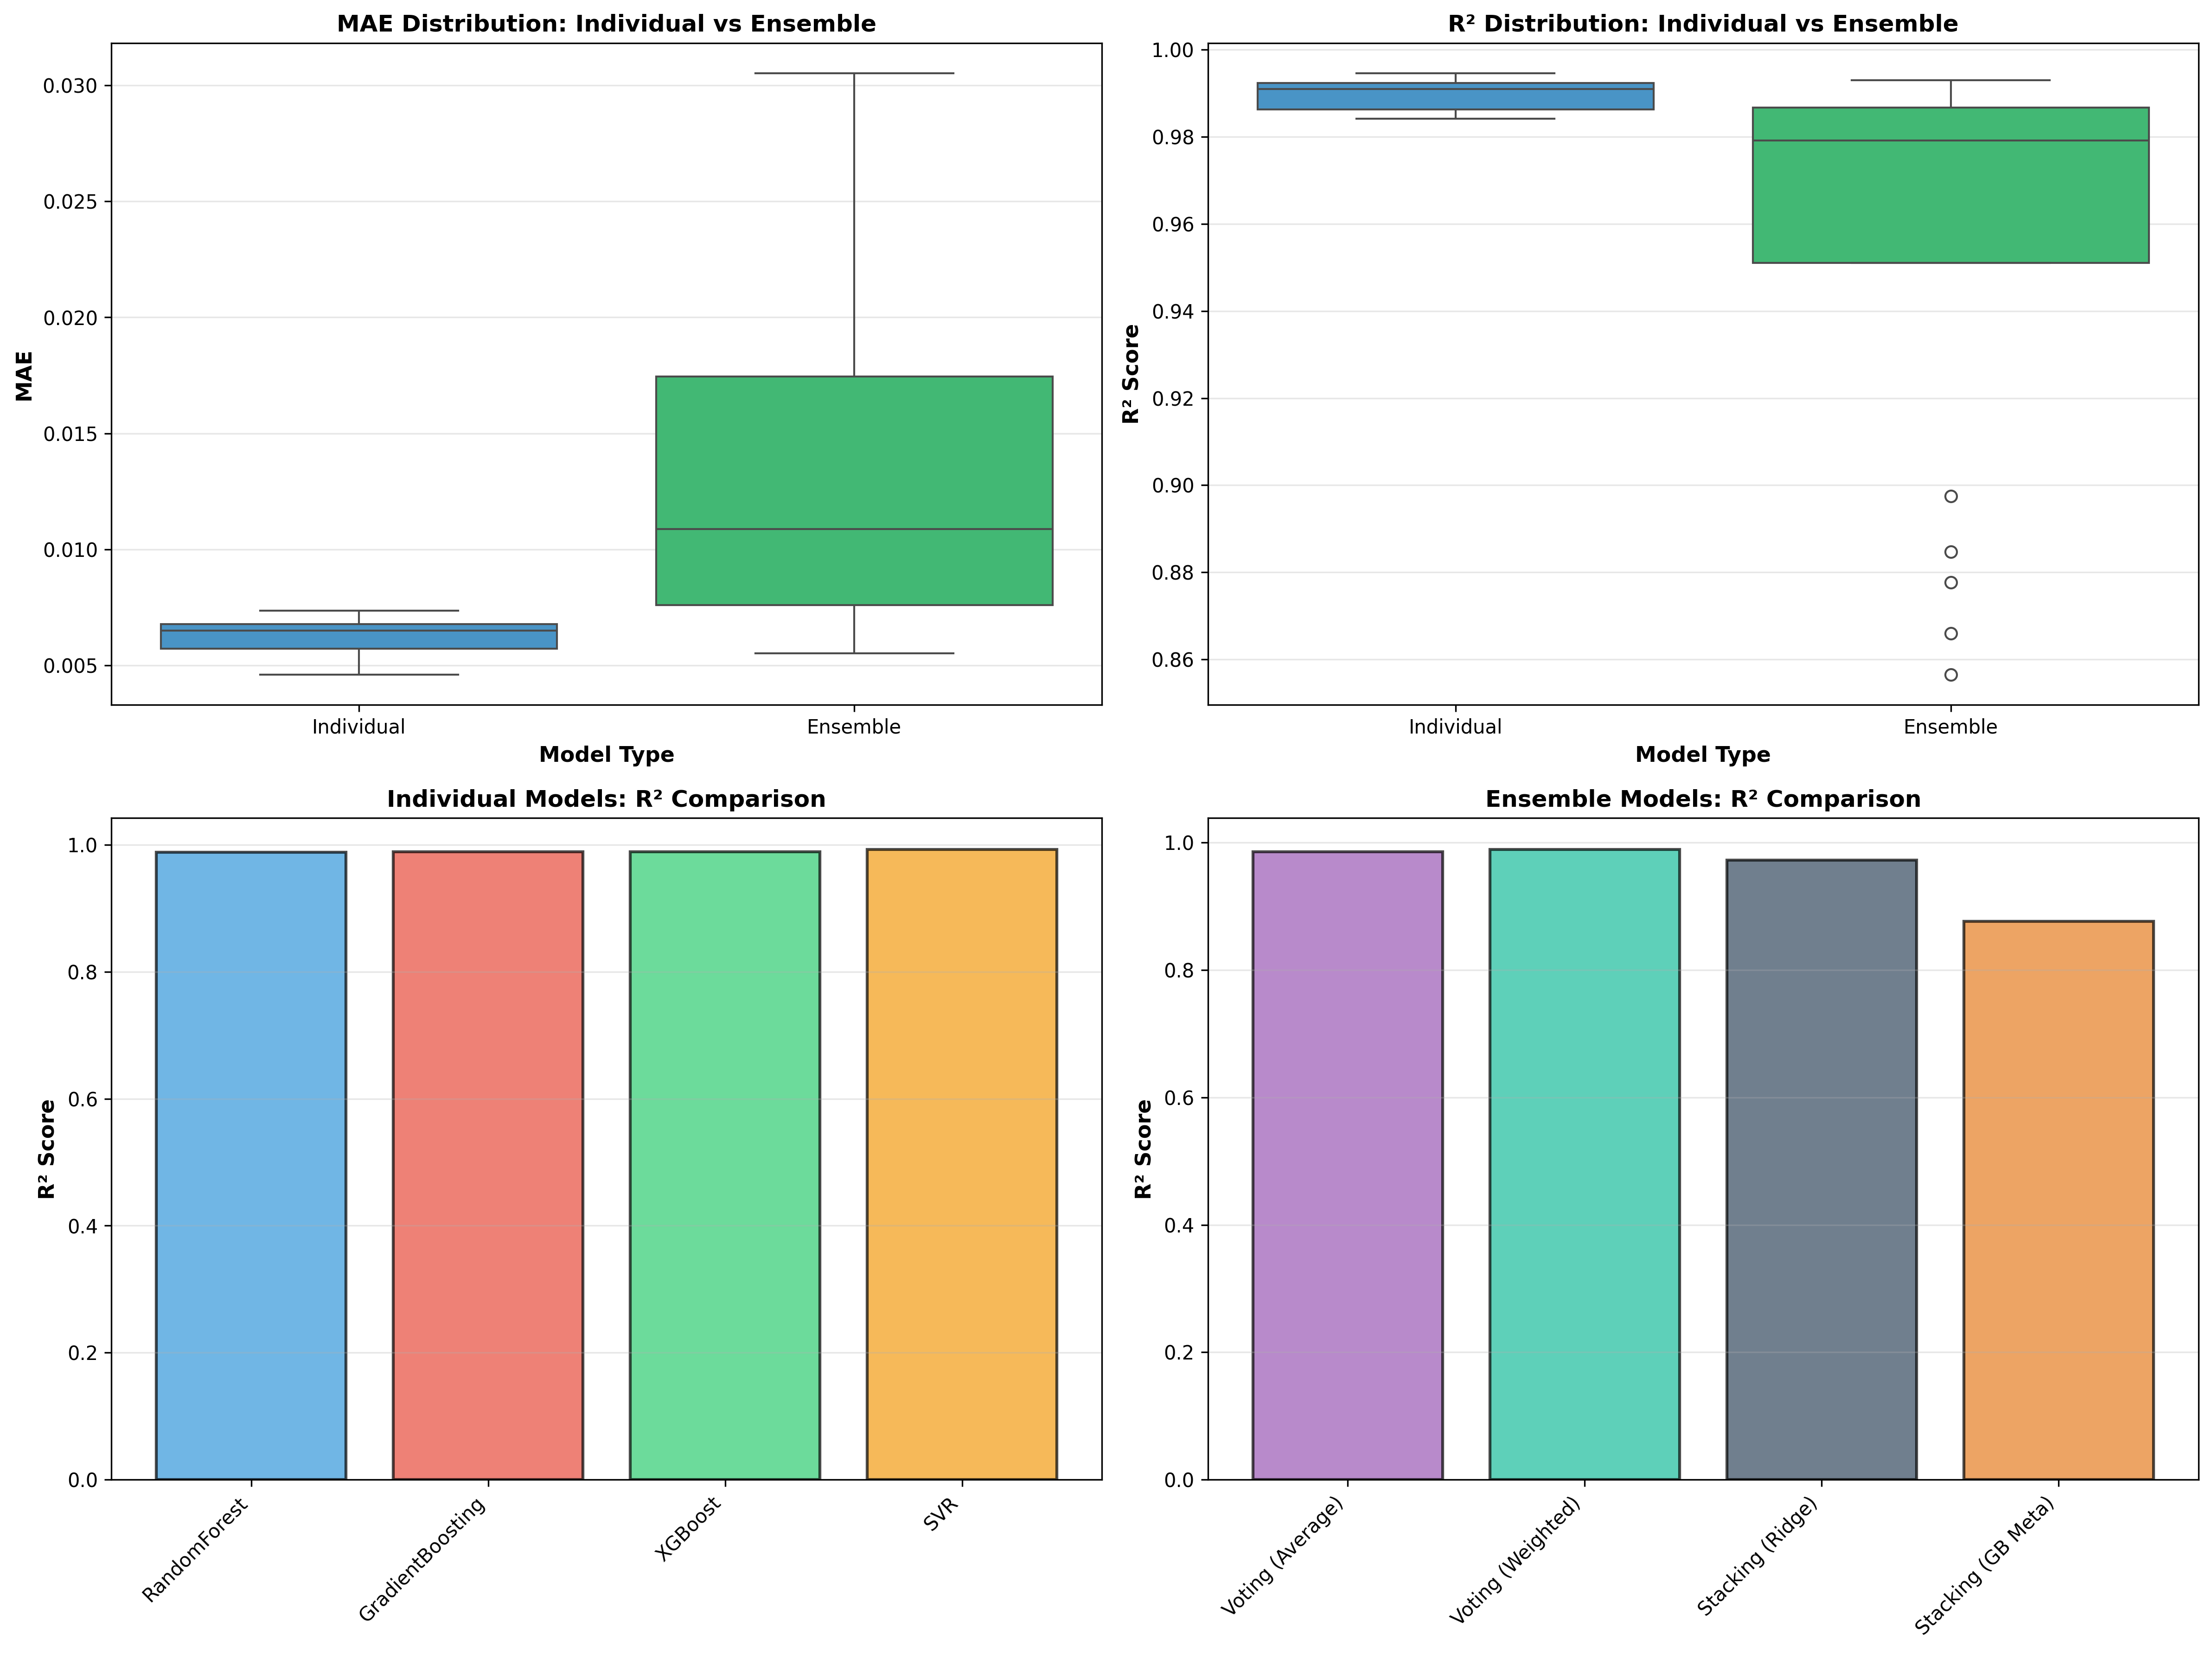 MAE Distribution: Individual vs Ensemble
0.030
0.025
0.020
0.015
0.010
0.005
MAE
Individual
Ensemble
Model Type
R² Distribution: Individual vs Ensemble
1.00
0.98
0.96
0.94
0.92
0.90
0.88
0.86
R² Score
Individual
Ensemble
Model Type
Individual Models: R² Comparison
1.0
0.8
0.6
0.4
0.2
0.0
R² Score
RandomForest
GradientBoosting
XGBoost
SVR
Ensemble Models: R² Comparison
1.0
0.8
0.6
0.4
0.2
0.0
R² Score
Voting (Average)
Voting (Weighted)
Stacking (Ridge)
Stacking (GB Meta)